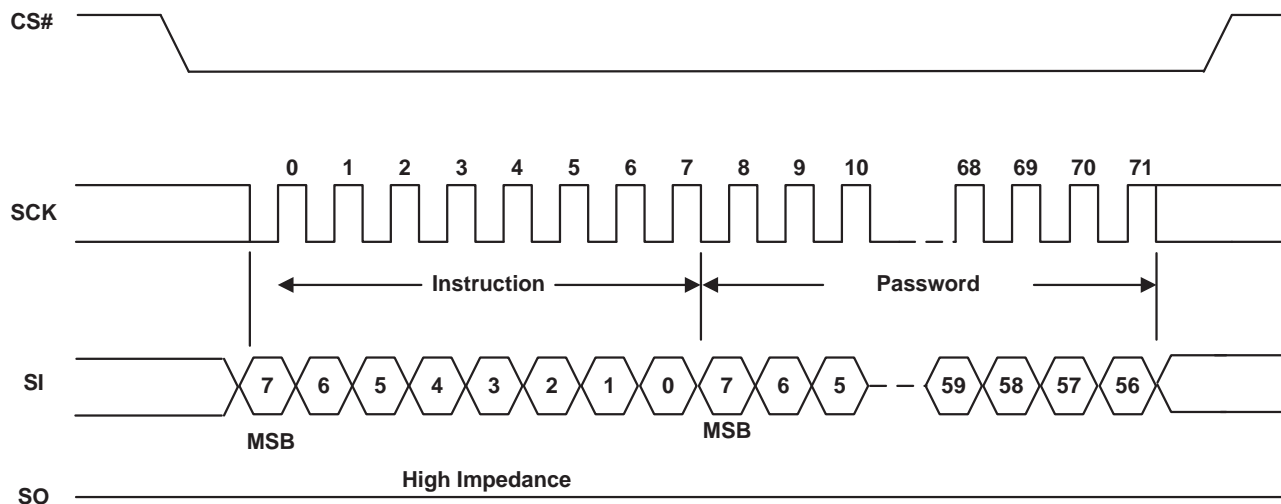 CS#
0 1 2 3 4 5 6 7 8 9 10 68 69 70 71
SCK
Instruction Password
SI 7 6 5 4 3 2 1 0 7 6 5 59 58 57 56
MSB MSB
High Impedance
SO